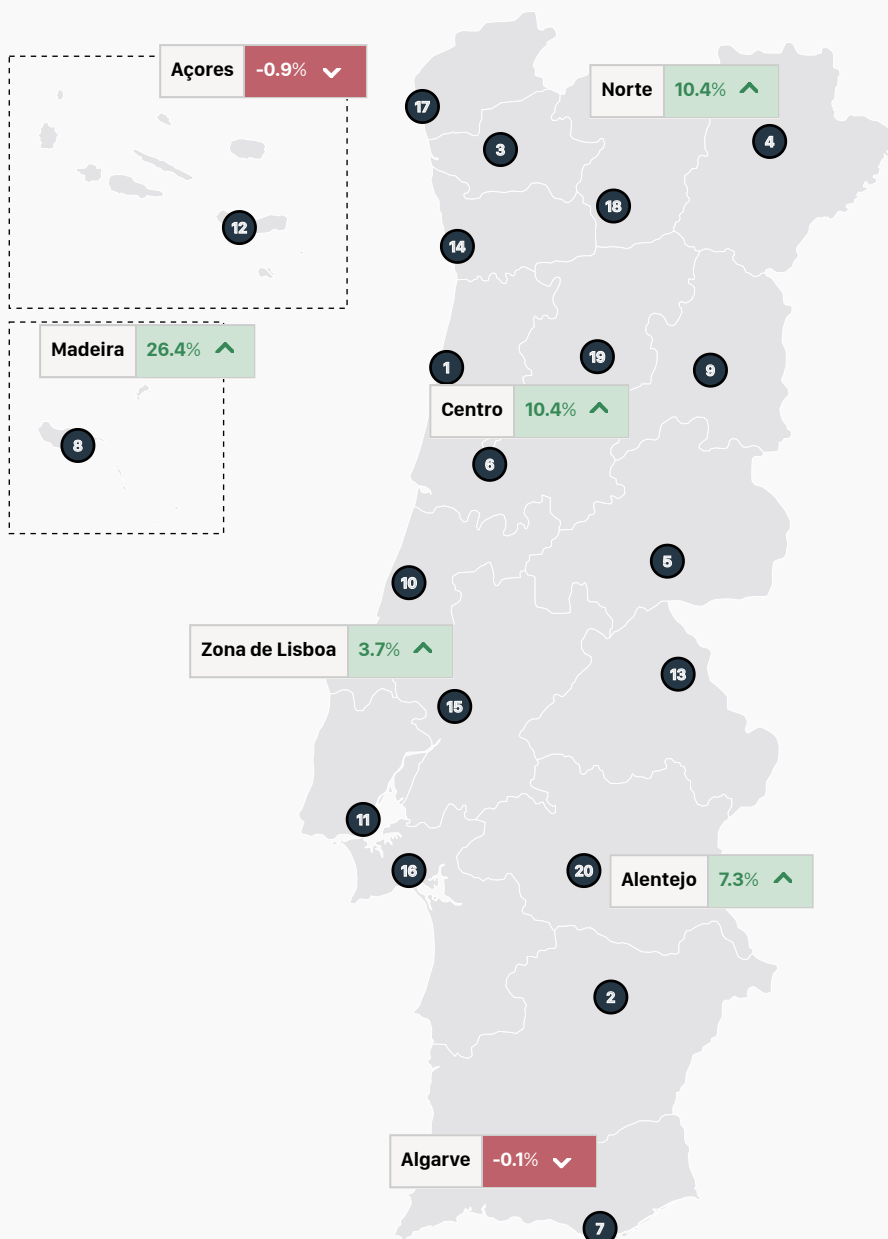 Açores -0.9%
Norte 10.4%
17
3
4
18
12
14
Madeira 26.4%
1
19
9
Centro 10.4%
8
6
5
10
Zona de Lisboa 3.7%
13
15
11
16
20
Alentejo 7.3%
2
Algarve -0.1%
7